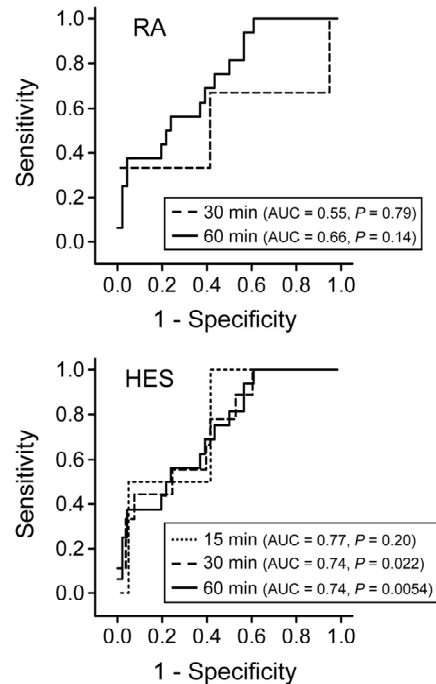 RA
Sensitivity
1.0
0.8
0.6
0.4
0.2
0.0
30 min (AUC = 0.55, P = 0.79)
60 min (AUC = 0.66, P = 0.14)
0.0 0.2 0.4 0.6 0.8 1.0
1 - Specificity
HES
Sensitivity
1.0
0.8
0.6
0.4
0.2
0.0
15 min (AUC = 0.77, P = 0.20)
30 min (AUC = 0.74, P = 0.022)
60 min (AUC = 0.74, P = 0.0054)
0.0 0.2 0.4 0.6 0.8 1.0
1 - Specificity